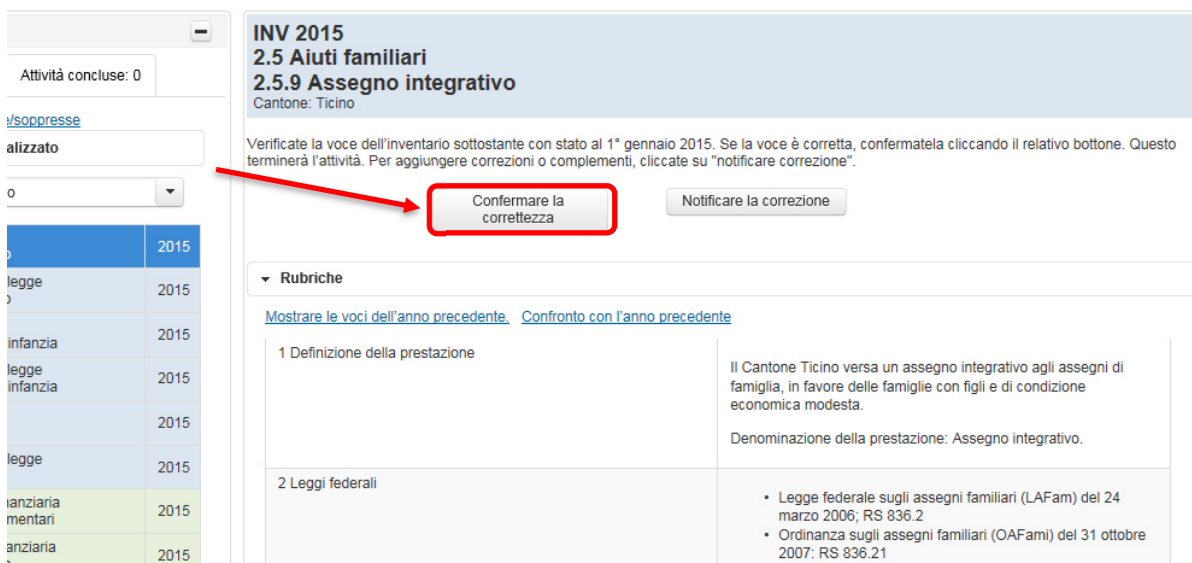 Attività concluse: 0
e/soppresse
alizzato
o
2015
legge
2015
infanzia
2015
legge
infanzia
2015
2015
legge
2015
nanziaria
mentari
2015
anziaria
2015
INV 2015
2.5 Aiuti familiari
2.5.9 Assegno integrativo
Cantone: Ticino
Verificate la voce dell'inventario sottostante con stato al 1° gennaio 2015. Se la voce è corretta, confermatela cliccando il relativo bottone. Questo
terminerà l'attività. Per aggiungere correzioni o complementi, cliccate su "notificare correzione".
Confermare la
correttezza
Notificare la correzione
Rubriche
Mostrare le voci dell'anno precedente. Confronto con l'anno precedente
1 Definizione della prestazione
Il Cantone Ticino versa un assegno integrativo agli assegni di
famiglia, in favore delle famiglie con figli e di condizione
economica modesta.
Denominazione della prestazione: Assegno integrativo.
2 Leggi federali
• Legge federale sugli assegni familiari (LAFam) del 24
marzo 2006; RS 836.2
• Ordinanza sugli assegni familiari (OAFami) del 31 ottobre
2007: RS 836.21